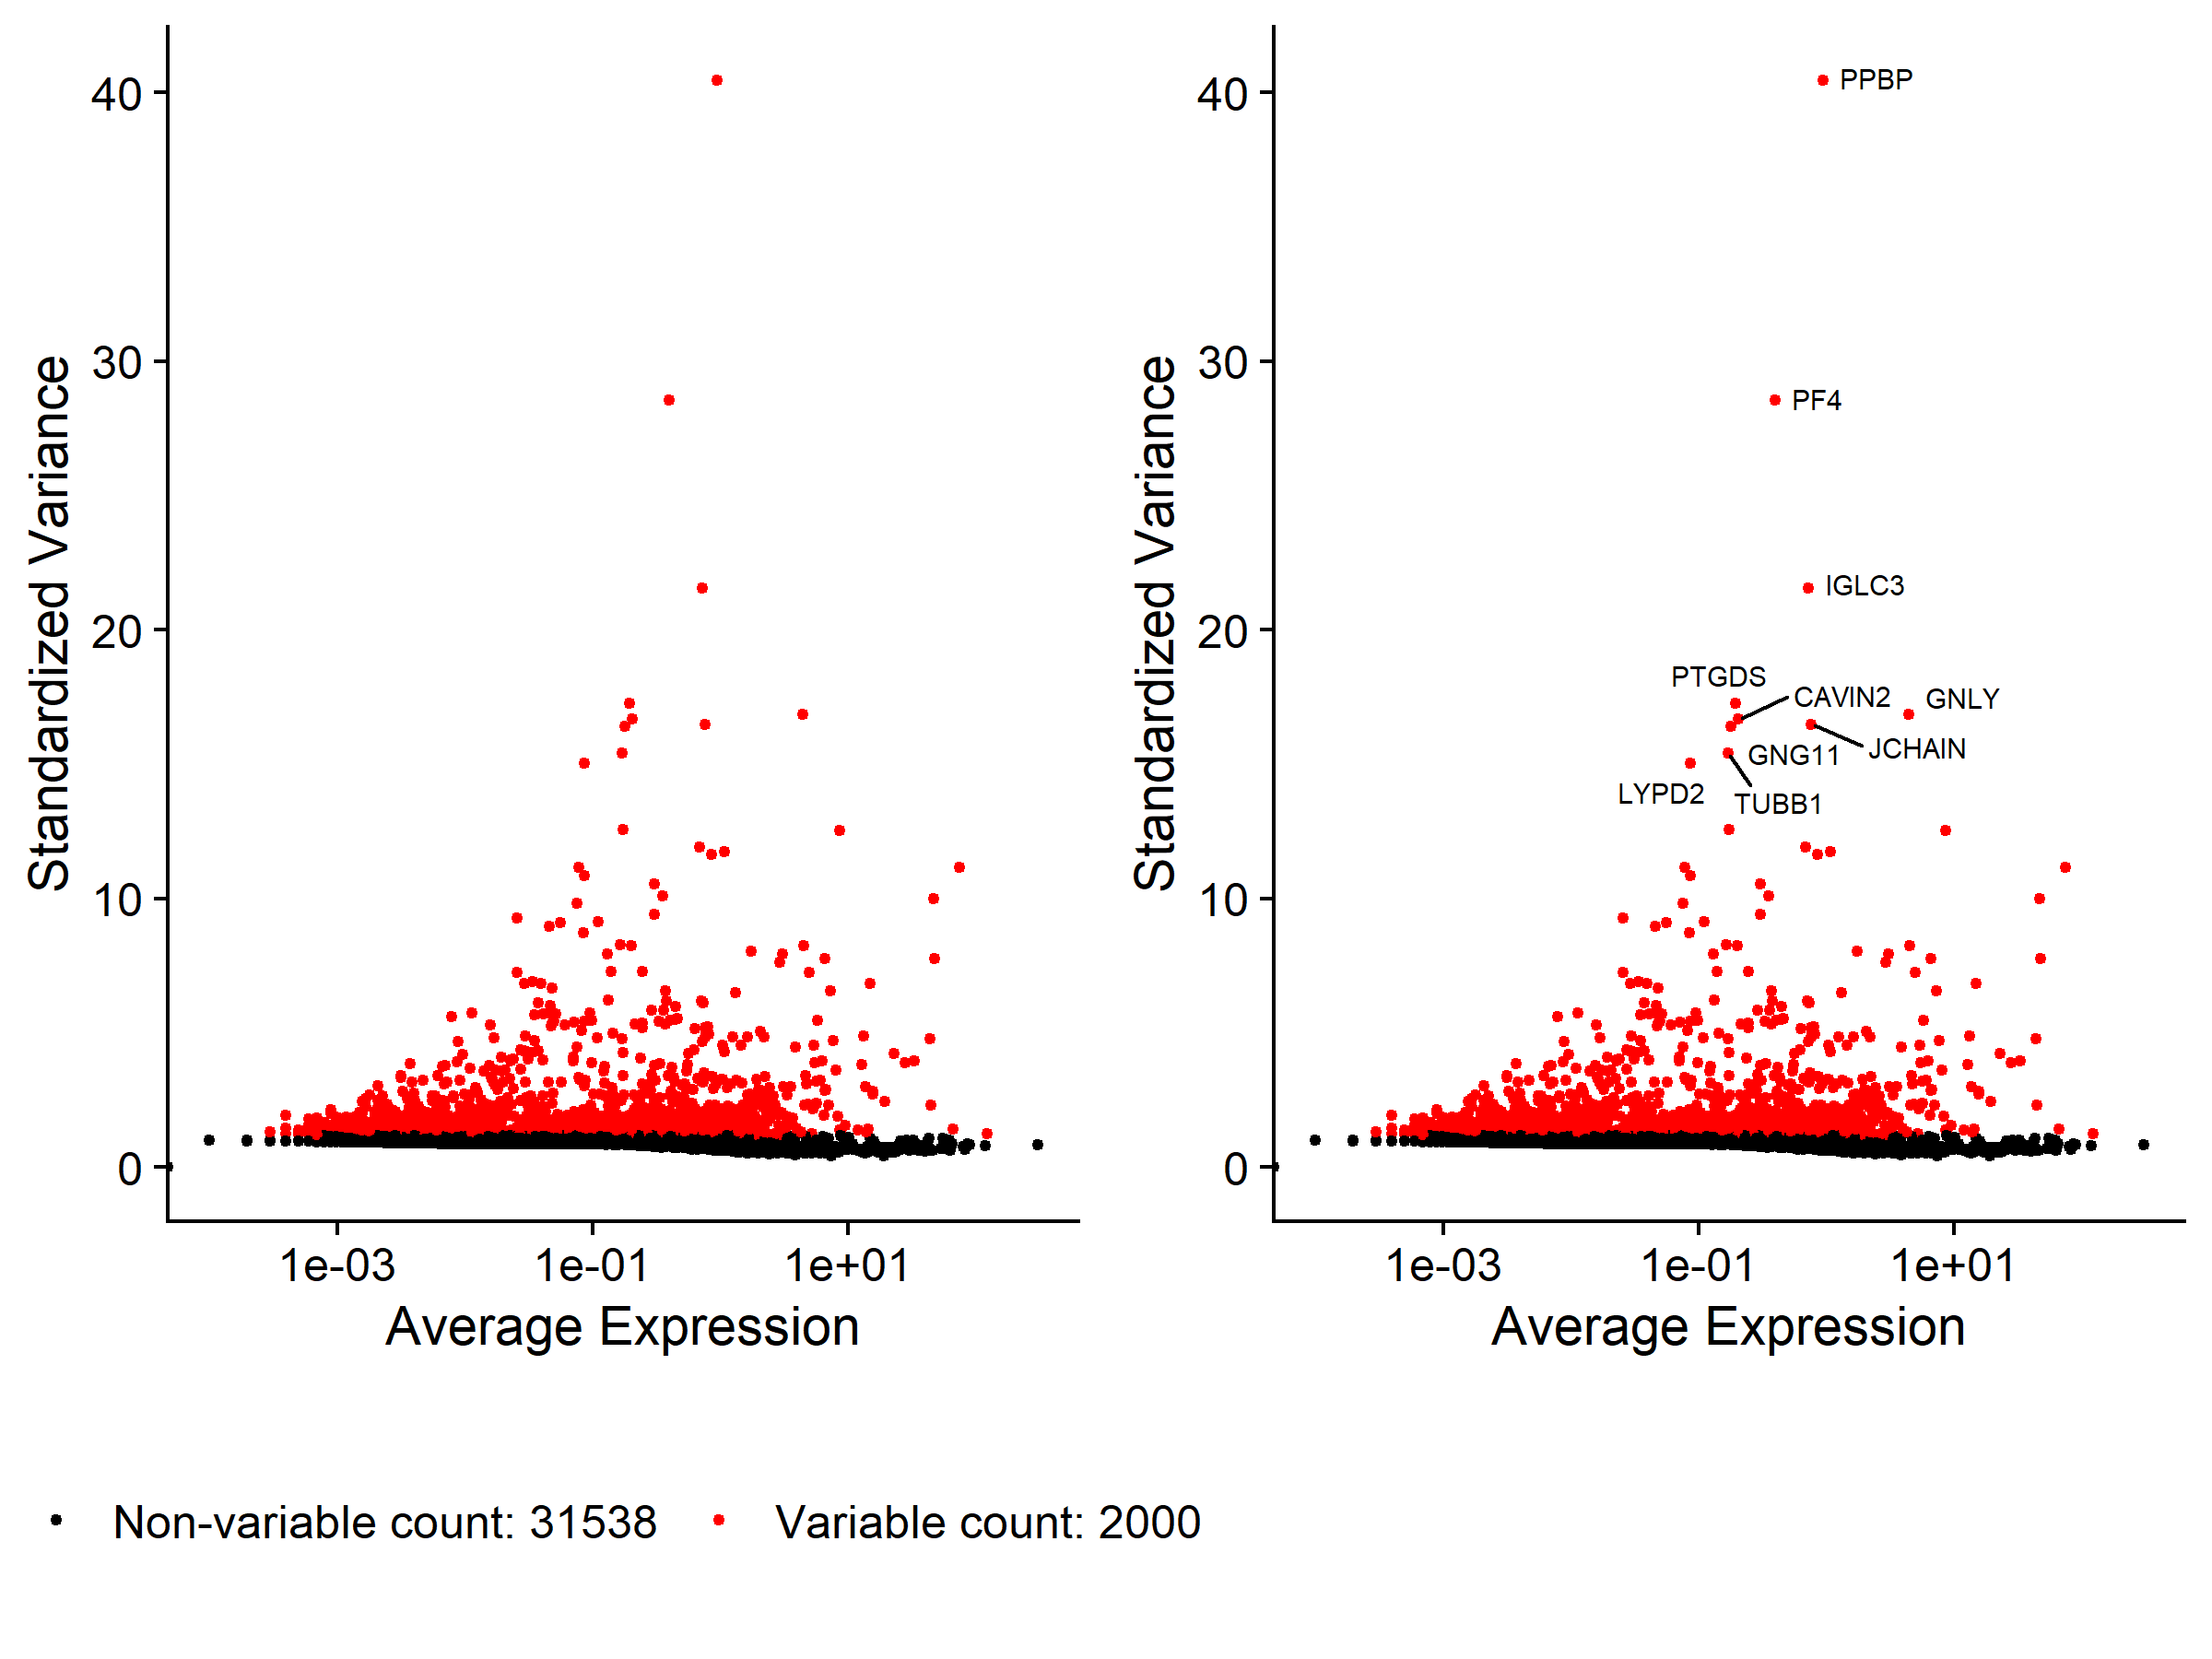 40
30
20
10
0
Standardized Variance
1e-03 1e-01 1e+01
Average Expression
40
30
20
10
0
Standardized Variance
PPBP
PF4
IGLC3
PTGDS
CAVIN2
GNLY
JCHAIN
GNG11
LYPD2
TUBB1
1e-03 1e-01 1e+01
Average Expression
Non-variable count: 31538 Variable count: 2000